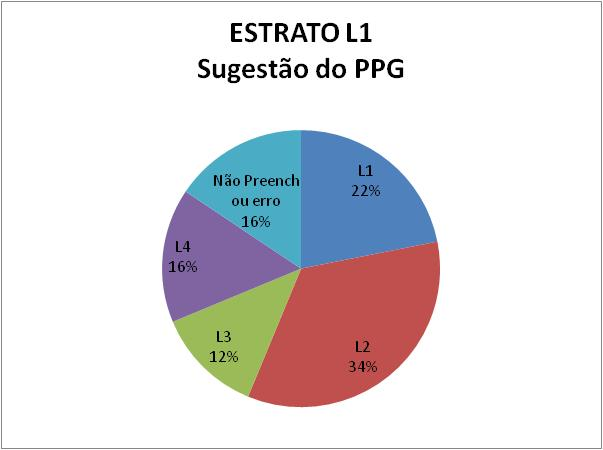 ESTRATO L1
Sugestão do PPG
L1
22%
L2
34%
L3
12%
L4
16%
Não Preench
ou erro
16%